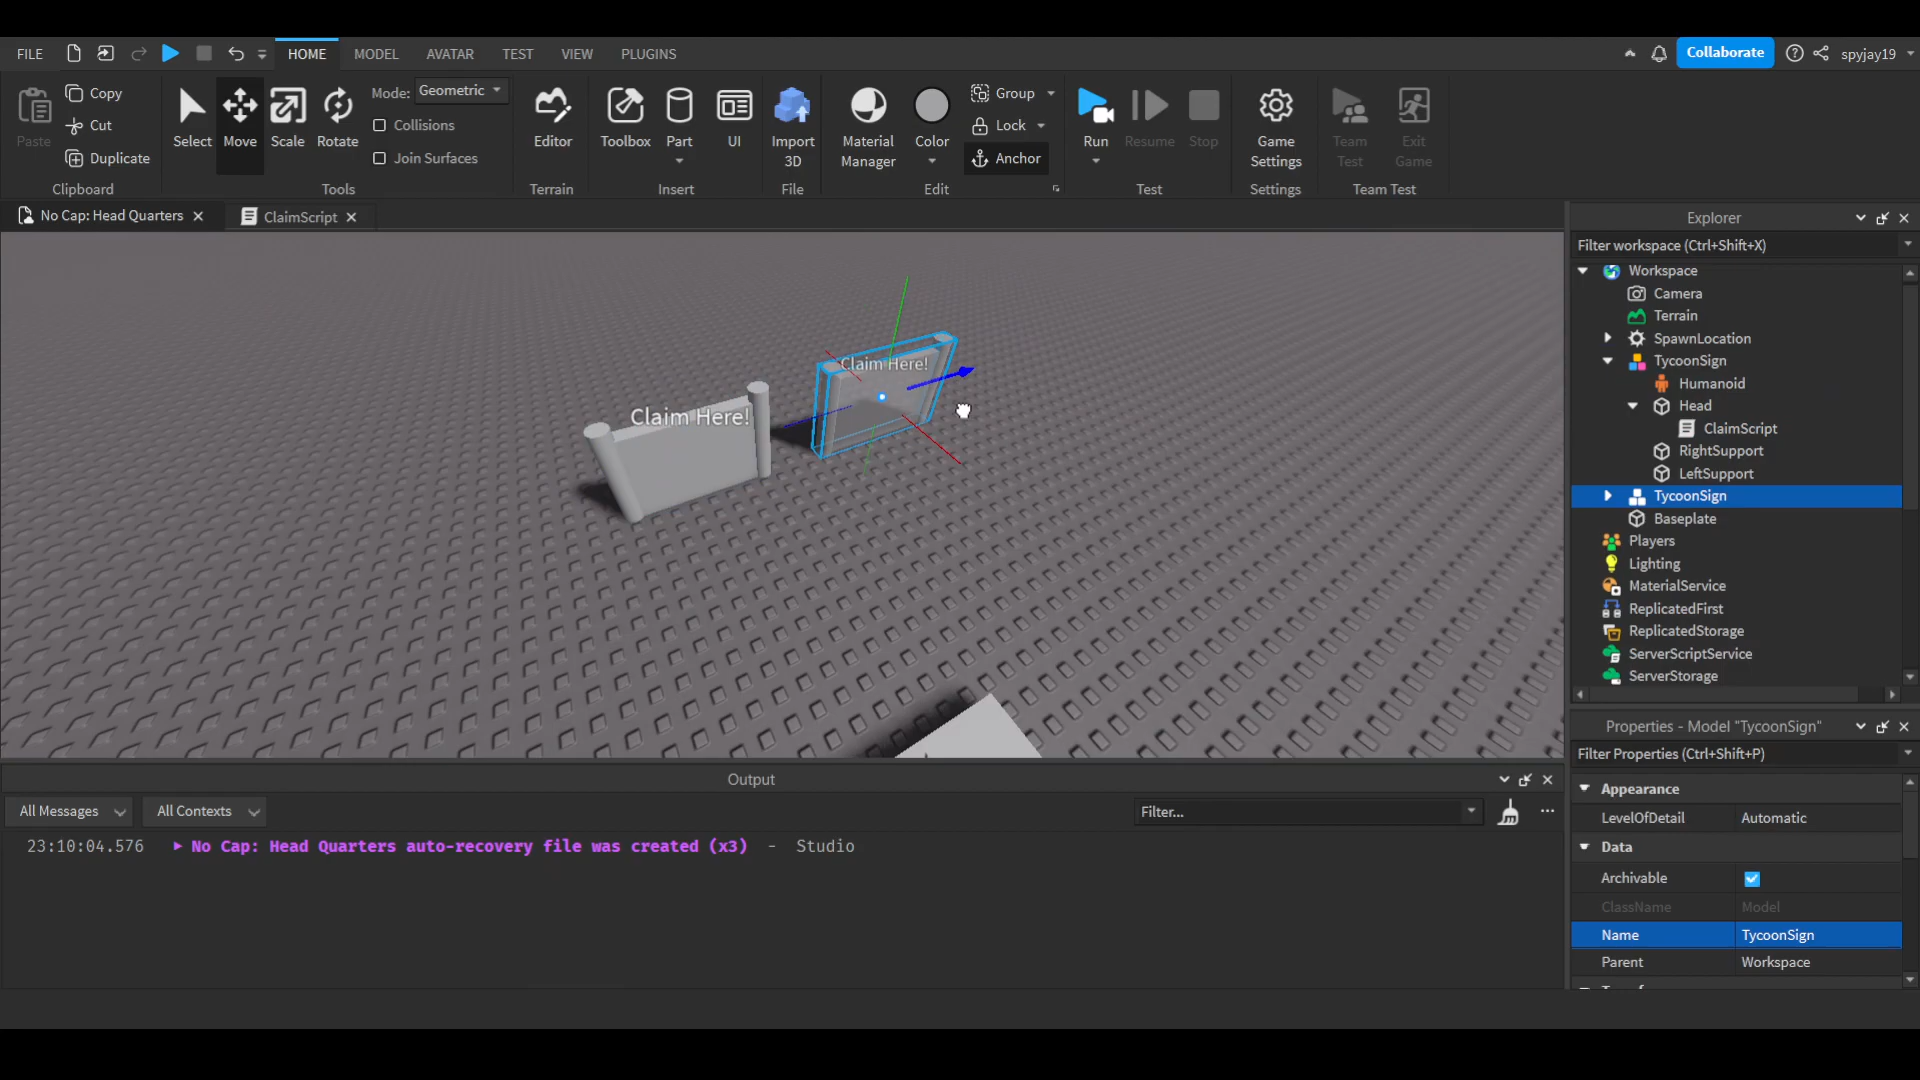 FILE HOME MODEL AVATAR TEST VIEW PLUGINS Collaborate spyjay19
Paste Copy Cut Duplicate Clipboard
Select Move Scale Rotate Mode: Geometric Collisions Join Surfaces Tools
Editor Terrain
Toolbox Part UI Insert
Import 3D File
Material Manager Color Group Lock Anchor Edit
Run Resume Stop Test
Game Settings Settings
Team Test Exit Game Team Test
No Cap: Head Quarters ClaimScript
Claim Here!
Claim Here!
Explorer
Filter workspace (Ctrl+Shift+X)
Workspace
Camera
Terrain
SpawnLocation
TycoonSign
Humanoid
Head
ClaimScript
RightSupport
LeftSupport
TycoonSign
Baseplate
Players
Lighting
MaterialService
ReplicatedFirst
ReplicatedStorage
ServerScriptService
ServerStorage
Properties - Model "TycoonSign"
Filter Properties (Ctrl+Shift+P)
Appearance
LevelOfDetail Automatic
Data
Archivable
ClassName Model
Name TycoonSign
Parent Workspace
Output
All Messages All Contexts Filter...
23:10:04.576 No Cap: Head Quarters auto-recovery file was created (x3) - Studio